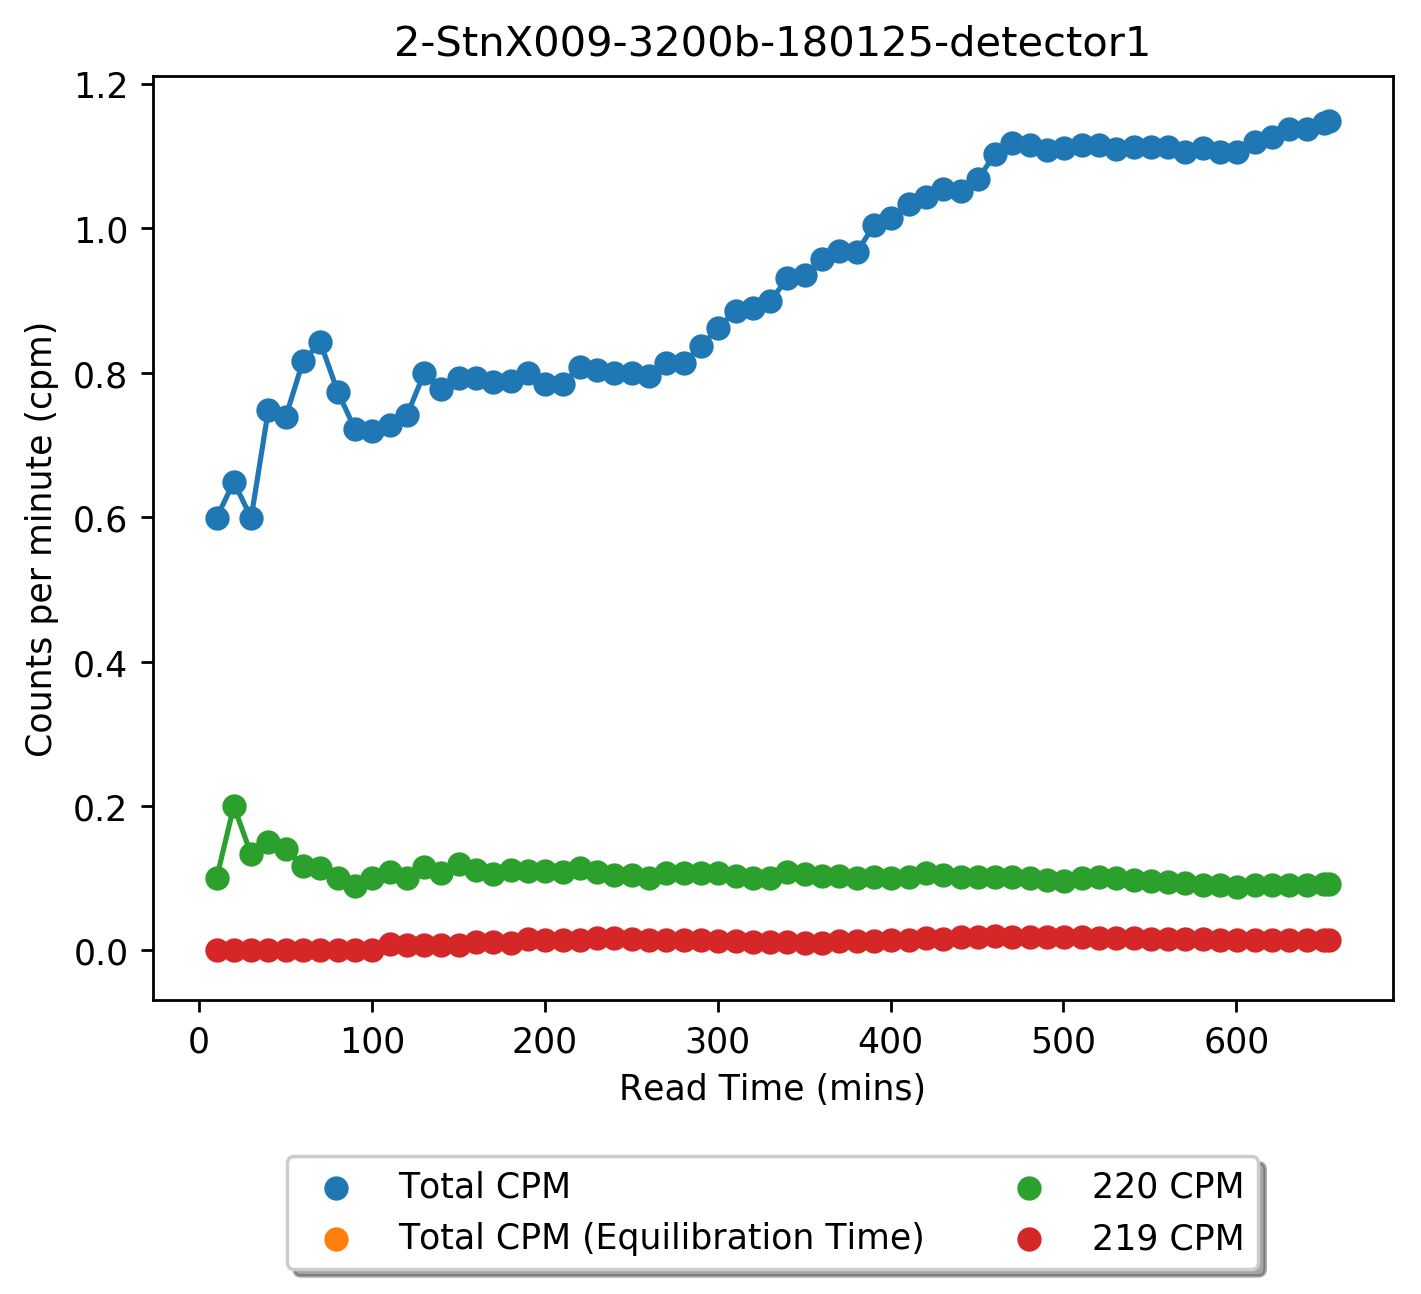 2-StnX009-3200b-180125-detector1
Counts per minute (cpm)
1.2
1.0
0.8
0.6
0.4
0.2
0.0
0 100 200 300 400 500 600
Read Time (mins)
Total CPM
Total CPM (Equilibration Time)
220 CPM
219 CPM